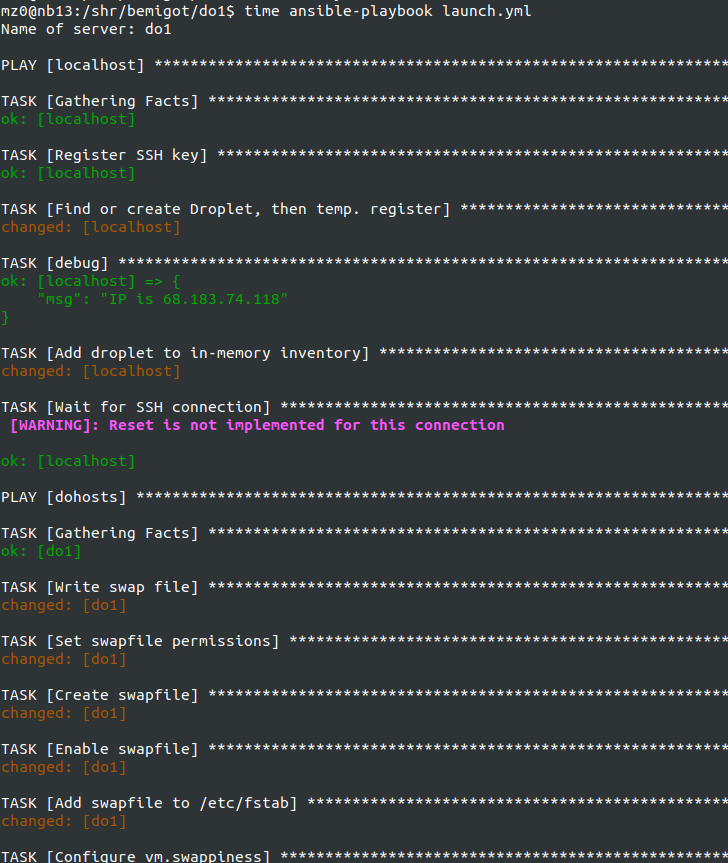 mz0@nb13:/shr/bemigot/do1$ time ansible-playbook launch.yml
Name of server: do1
PLAY [localhost] ****************************************************************
TASK [Gathering Facts] **********************************************************
ok: [localhost]
TASK [Register SSH key] *********************************************************
ok: [localhost]
TASK [Find or create Droplet, then temp. register] ******************************
changed: [localhost]
TASK [debug] ********************************************************************
ok: [localhost] => {
    "msg": "IP is 68.183.74.118"
}
TASK [Add droplet to in-memory inventory] ***************************************
changed: [localhost]
TASK [Wait for SSH connection] **************************************************
 [WARNING]: Reset is not implemented for this connection
ok: [localhost]
PLAY [dohosts] ******************************************************************
TASK [Gathering Facts] **********************************************************
ok: [do1]
TASK [Write swap file] **********************************************************
changed: [do1]
TASK [Set swapfile permissions] *************************************************
changed: [do1]
TASK [Create swapfile] **********************************************************
changed: [do1]
TASK [Enable swapfile] **********************************************************
changed: [do1]
TASK [Add swapfile to /etc/fstab] ***********************************************
changed: [do1]
TASK [Configure vm.swappiness] **************************************************